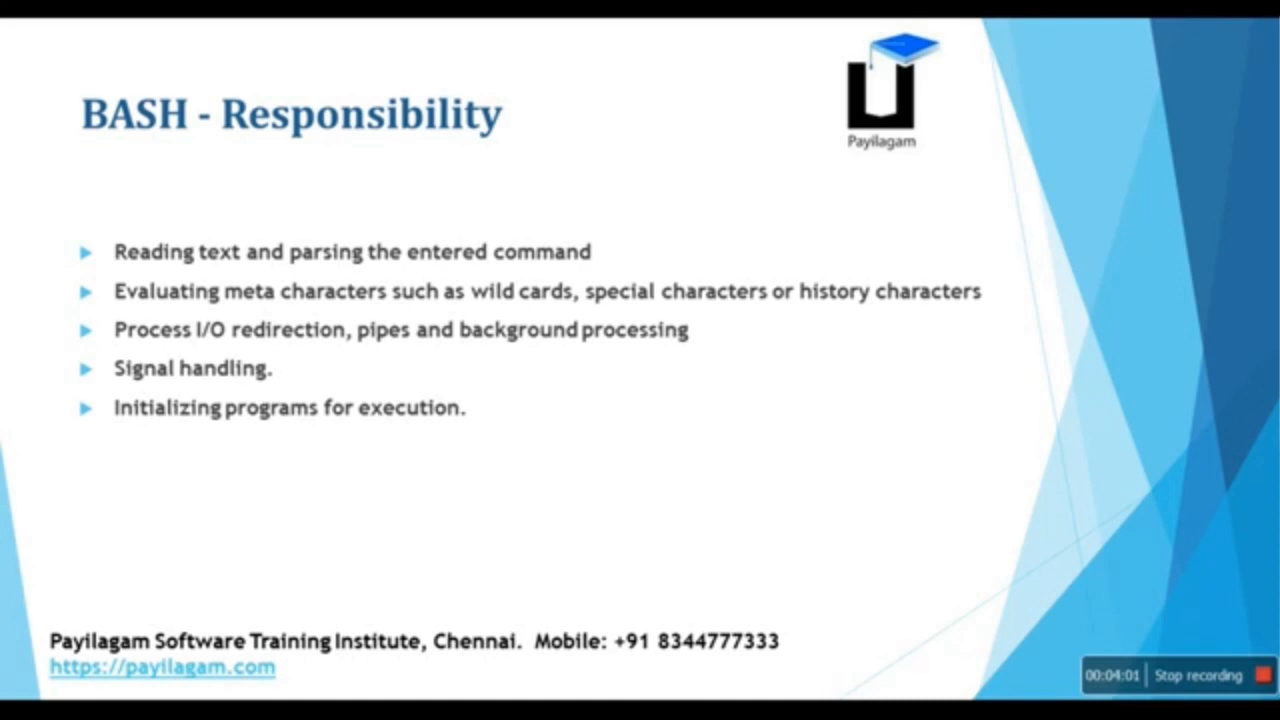 Payilagam
BASH - Responsibility
Reading text and parsing the entered command
Evaluating meta characters such as wild cards, special characters or history characters
Process I/O redirection, pipes and background processing
Signal handling.
Initializing programs for execution.
Payilagam Software Training Institute, Chennai. Mobile: +91 8344777333
https://payilagam.com
00:04:01 Stop recording